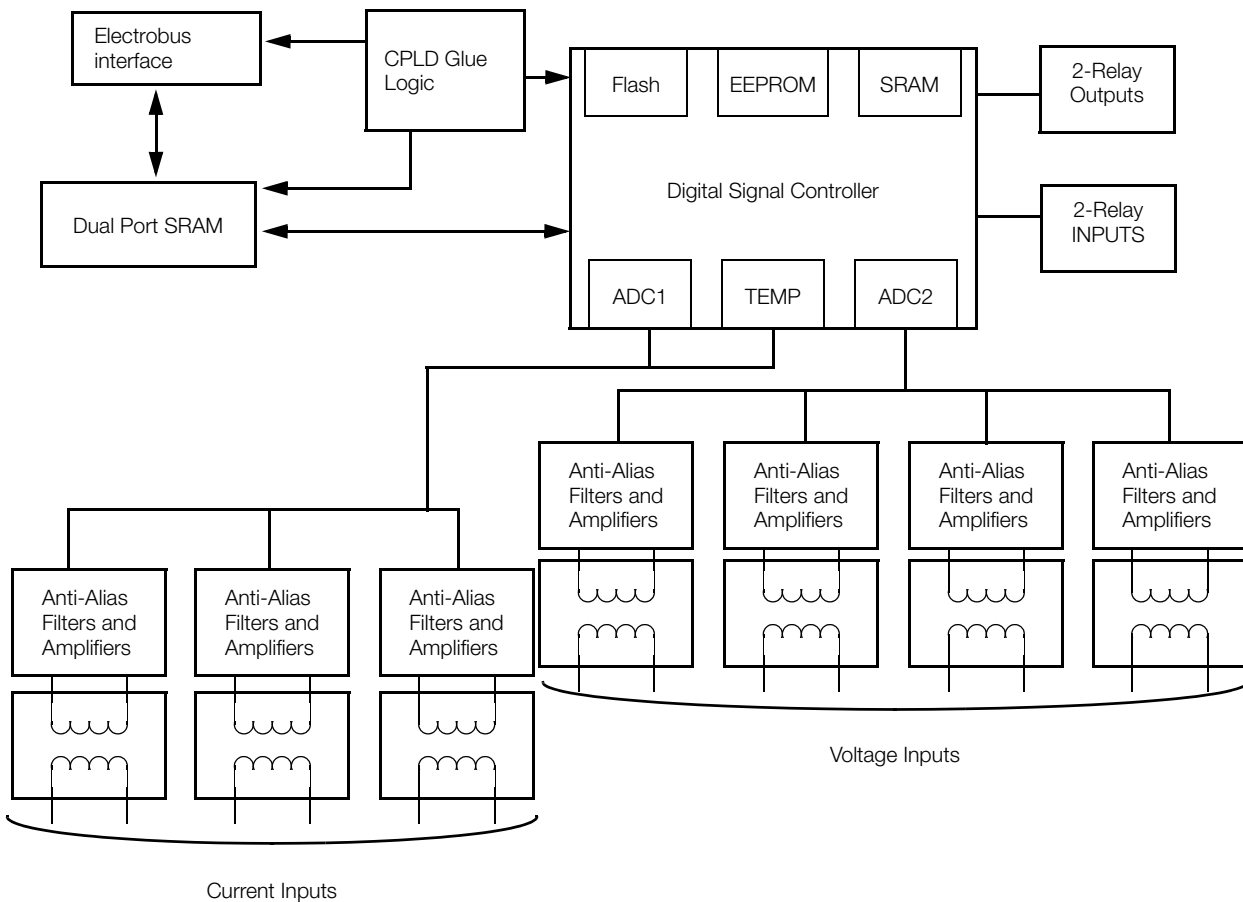 Electrobus
interface
CPLD Glue
Logic
Flash
EEPROM
SRAM
2-Relay
Outputs
Dual Port SRAM
Digital Signal Controller
2-Relay
INPUTS
ADC1
TEMP
ADC2
Anti-Alias
Filters and
Amplifiers
Anti-Alias
Filters and
Amplifiers
Anti-Alias
Filters and
Amplifiers
Anti-Alias
Filters and
Amplifiers
Anti-Alias
Filters and
Amplifiers
Anti-Alias
Filters and
Amplifiers
Anti-Alias
Filters and
Amplifiers
Voltage Inputs
Current Inputs